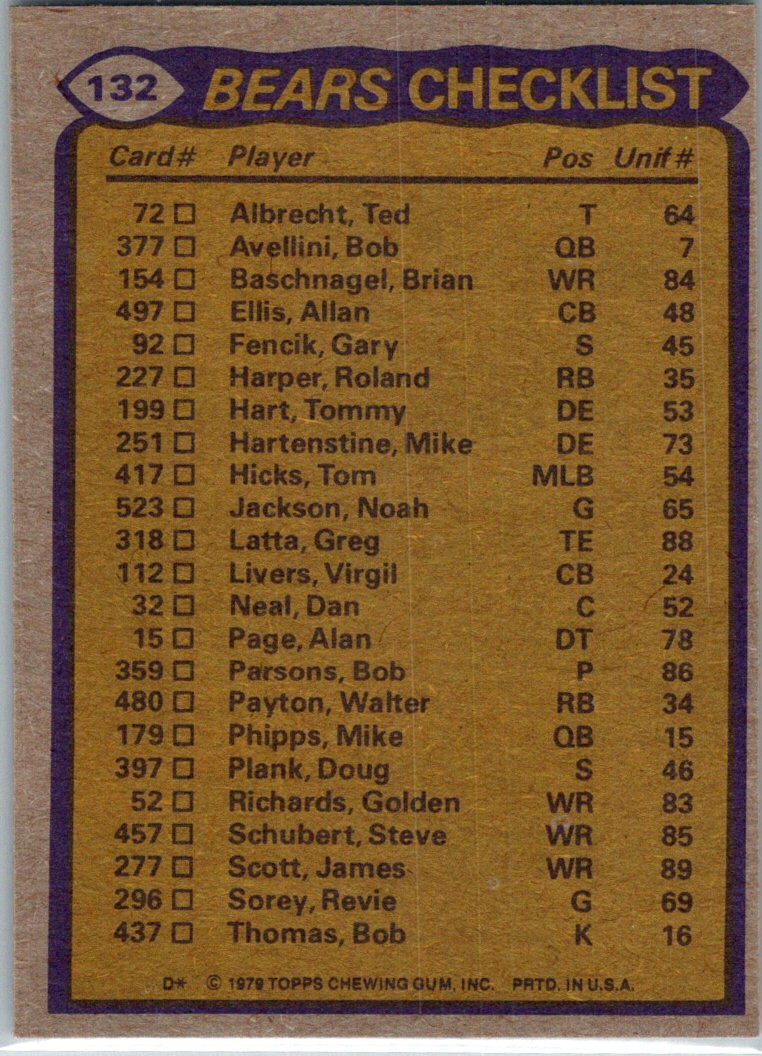 132 BEARS CHECKLIST
Card# Player Pos Unif#
72 □ Albrecht, Ted T 64
377 □ Avellini, Bob QB 7
154 □ Baschnagel, Brian WR 84
497 □ Ellis, Allan CB 48
92 □ Fencik, Gary S 45
227 □ Harper, Roland RB 35
199 □ Hart, Tommy DE 53
251 □ Hartenstine, Mike DE 73
417 □ Hicks, Tom MLB 54
523 □ Jackson, Noah G 65
318 □ Latta, Greg TE 88
112 □ Livers, Virgil CB 24
32 □ Neal, Dan C 52
15 □ Page, Alan DT 78
359 □ Parsons, Bob P 86
480 □ Payton, Walter RB 34
179 □ Phipps, Mike QB 15
397 □ Plank, Doug S 46
52 □ Richards, Golden WR 83
457 □ Schubert, Steve WR 85
277 □ Scott, James WR 89
296 □ Sorey, Revie G 69
437 □ Thomas, Bob K 16
D* © 1979 TOPPS CHEWING GUM, INC. PRTD. IN U.S.A.